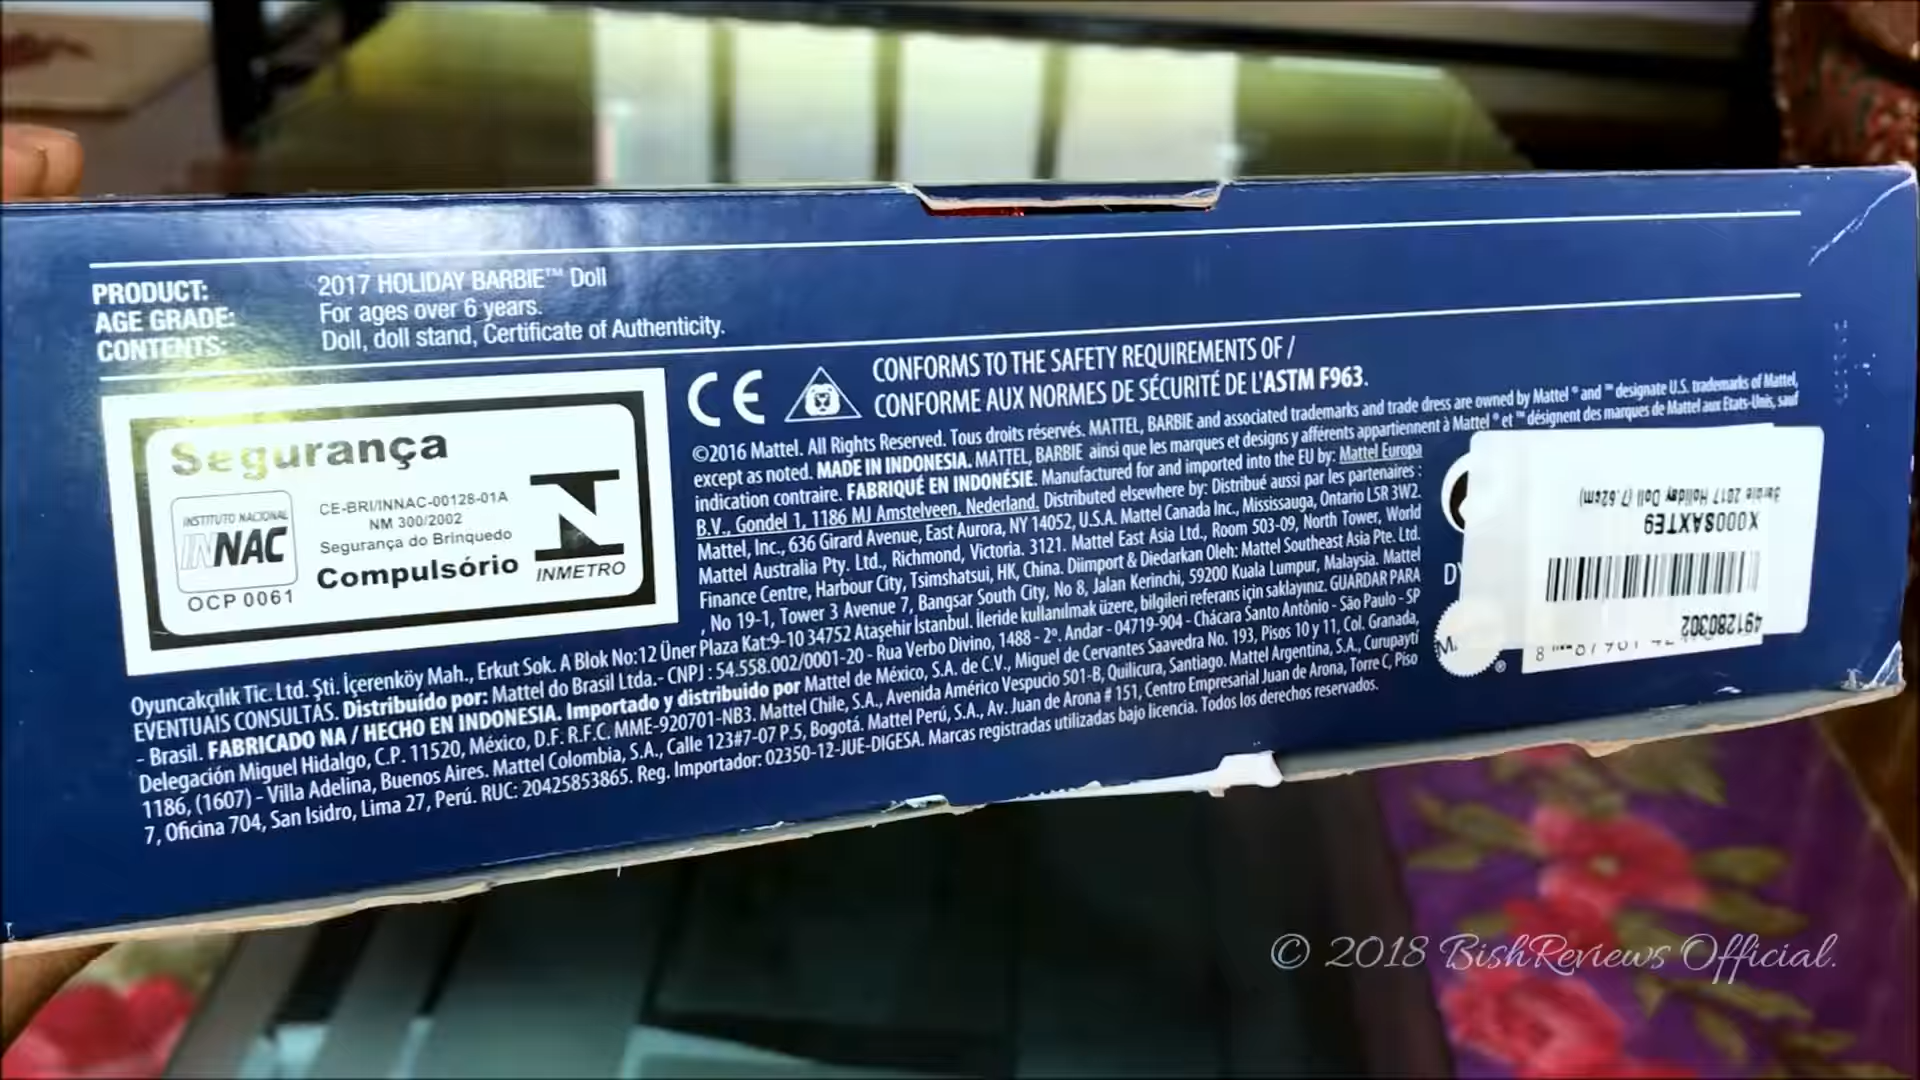 PRODUCT: 2017 HOLIDAY BARBIE™ Doll
AGE GRADE: For ages over 6 years.
CONTENTS: Doll, doll stand, Certificate of Authenticity.
Segurança
INSTITUTO NACIONAL
INNAC
OCP 0061
CE-BRI/INNAC-00128-01A
NM 300/2002
Segurança do Brinquedo
Compulsório
INMETRO
CE
CONFORMS TO THE SAFETY REQUIREMENTS OF /
CONFORME AUX NORMES DE SÉCURITÉ DE L'ASTM F963.
©2016 Mattel. All Rights Reserved. Tous droits réservés. MATTEL, BARBIE and associated trademarks and trade dress are owned by Mattel ® and ™ designate U.S. trademarks of Mattel,
except as noted. MADE IN INDONESIA. MATTEL, BARBIE ainsi que les marques et designs y afférents appartiennent à Mattel ® et ™ désignent des marques de Mattel aux Etats-Unis, sauf
indication contraire. FABRIQUÉ EN INDONÉSIE. Manufactured for and imported into the EU by: Mattel Europa
B.V., Gondel 1, 1186 MJ Amstelveen, Nederland. Distributed elsewhere by: Distribué aussi par les partenaires :
Mattel, Inc., 636 Girard Avenue, East Aurora, NY 14052, U.S.A. Mattel Canada Inc., Mississauga, Ontario L5R 3W2.
Mattel Australia Pty. Ltd., Richmond, Victoria. 3121. Mattel East Asia Ltd., Room 503-09, North Tower, World
Finance Centre, Harbour City, Tsimshatsui, HK, China. Diimport & Diedarkan Oleh: Mattel Southeast Asia Pte. Ltd.
, No 19-1, Tower 3 Avenue 7, Bangsar South City, No 8, Jalan Kerinchi, 59200 Kuala Lumpur, Malaysia. Mattel
Oyuncakçılık Tic. Ltd. Şti. İçerenköy Mah., Erkut Sok. A Blok No:12 Üner Plaza Kat:9-10 34752 Ataşehir İstanbul. İleride kullanılmak üzere, bilgileri referans için saklayınız. GUARDAR PARA
EVENTUAIS CONSULTAS. Distribuído por: Mattel do Brasil Ltda.- CNPJ : 54.558.002/0001-20 - Rua Verbo Divino, 1488 - 2º. Andar - 04719-904 - Chácara Santo Antônio - São Paulo - SP
- Brasil. FABRICADO NA / HECHO EN INDONESIA. Importado y distribuido por Mattel de México, S.A. de C.V., Miguel de Cervantes Saavedra No. 193, Pisos 10 y 11, Col. Granada,
Delegación Miguel Hidalgo, C.P. 11520, México, D.F. R.F.C. MME-920701-NB3. Mattel Chile, S.A., Avenida Américo Vespucio 501-B, Quilicura, Santiago. Mattel Argentina, S.A., Curupaytí
1186, (1607) - Villa Adelina, Buenos Aires. Mattel Colombia, S.A., Calle 123#7-07 P.5, Bogotá. Mattel Perú, S.A., Av. Juan de Arona # 151, Centro Empresarial Juan de Arona, Torre C, Piso
7, Oficina 704, San Isidro, Lima 27, Perú. RUC: 20425853865. Reg. Importador: 02350-12-JUE-DIGESA. Marcas registradas utilizadas bajo licencia. Todos los derechos reservados.
491280302
X000SAXTE9
Barbie 2017 Holiday Doll (7.62cm)
© 2018 BishReviews Official.